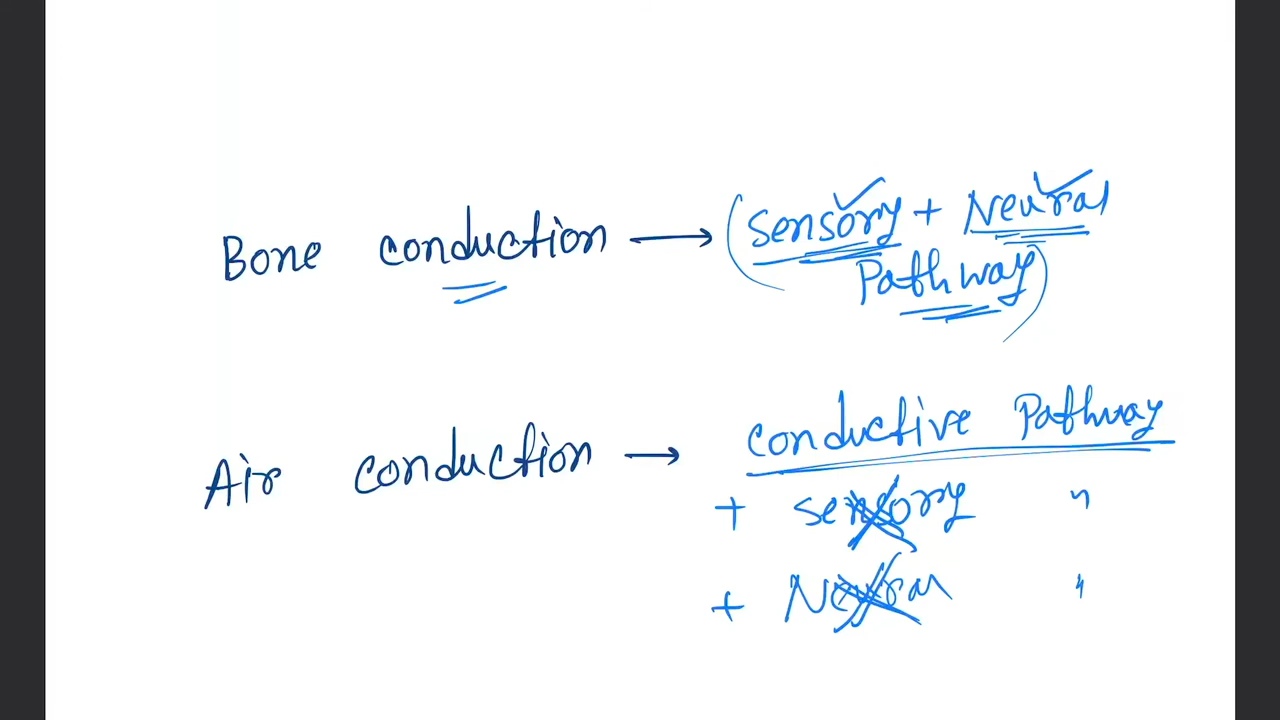 Bone conduction → (Sensory + Neural
Pathway)
Air conduction → conductive Pathway
+ Sensory "
+ Neural "